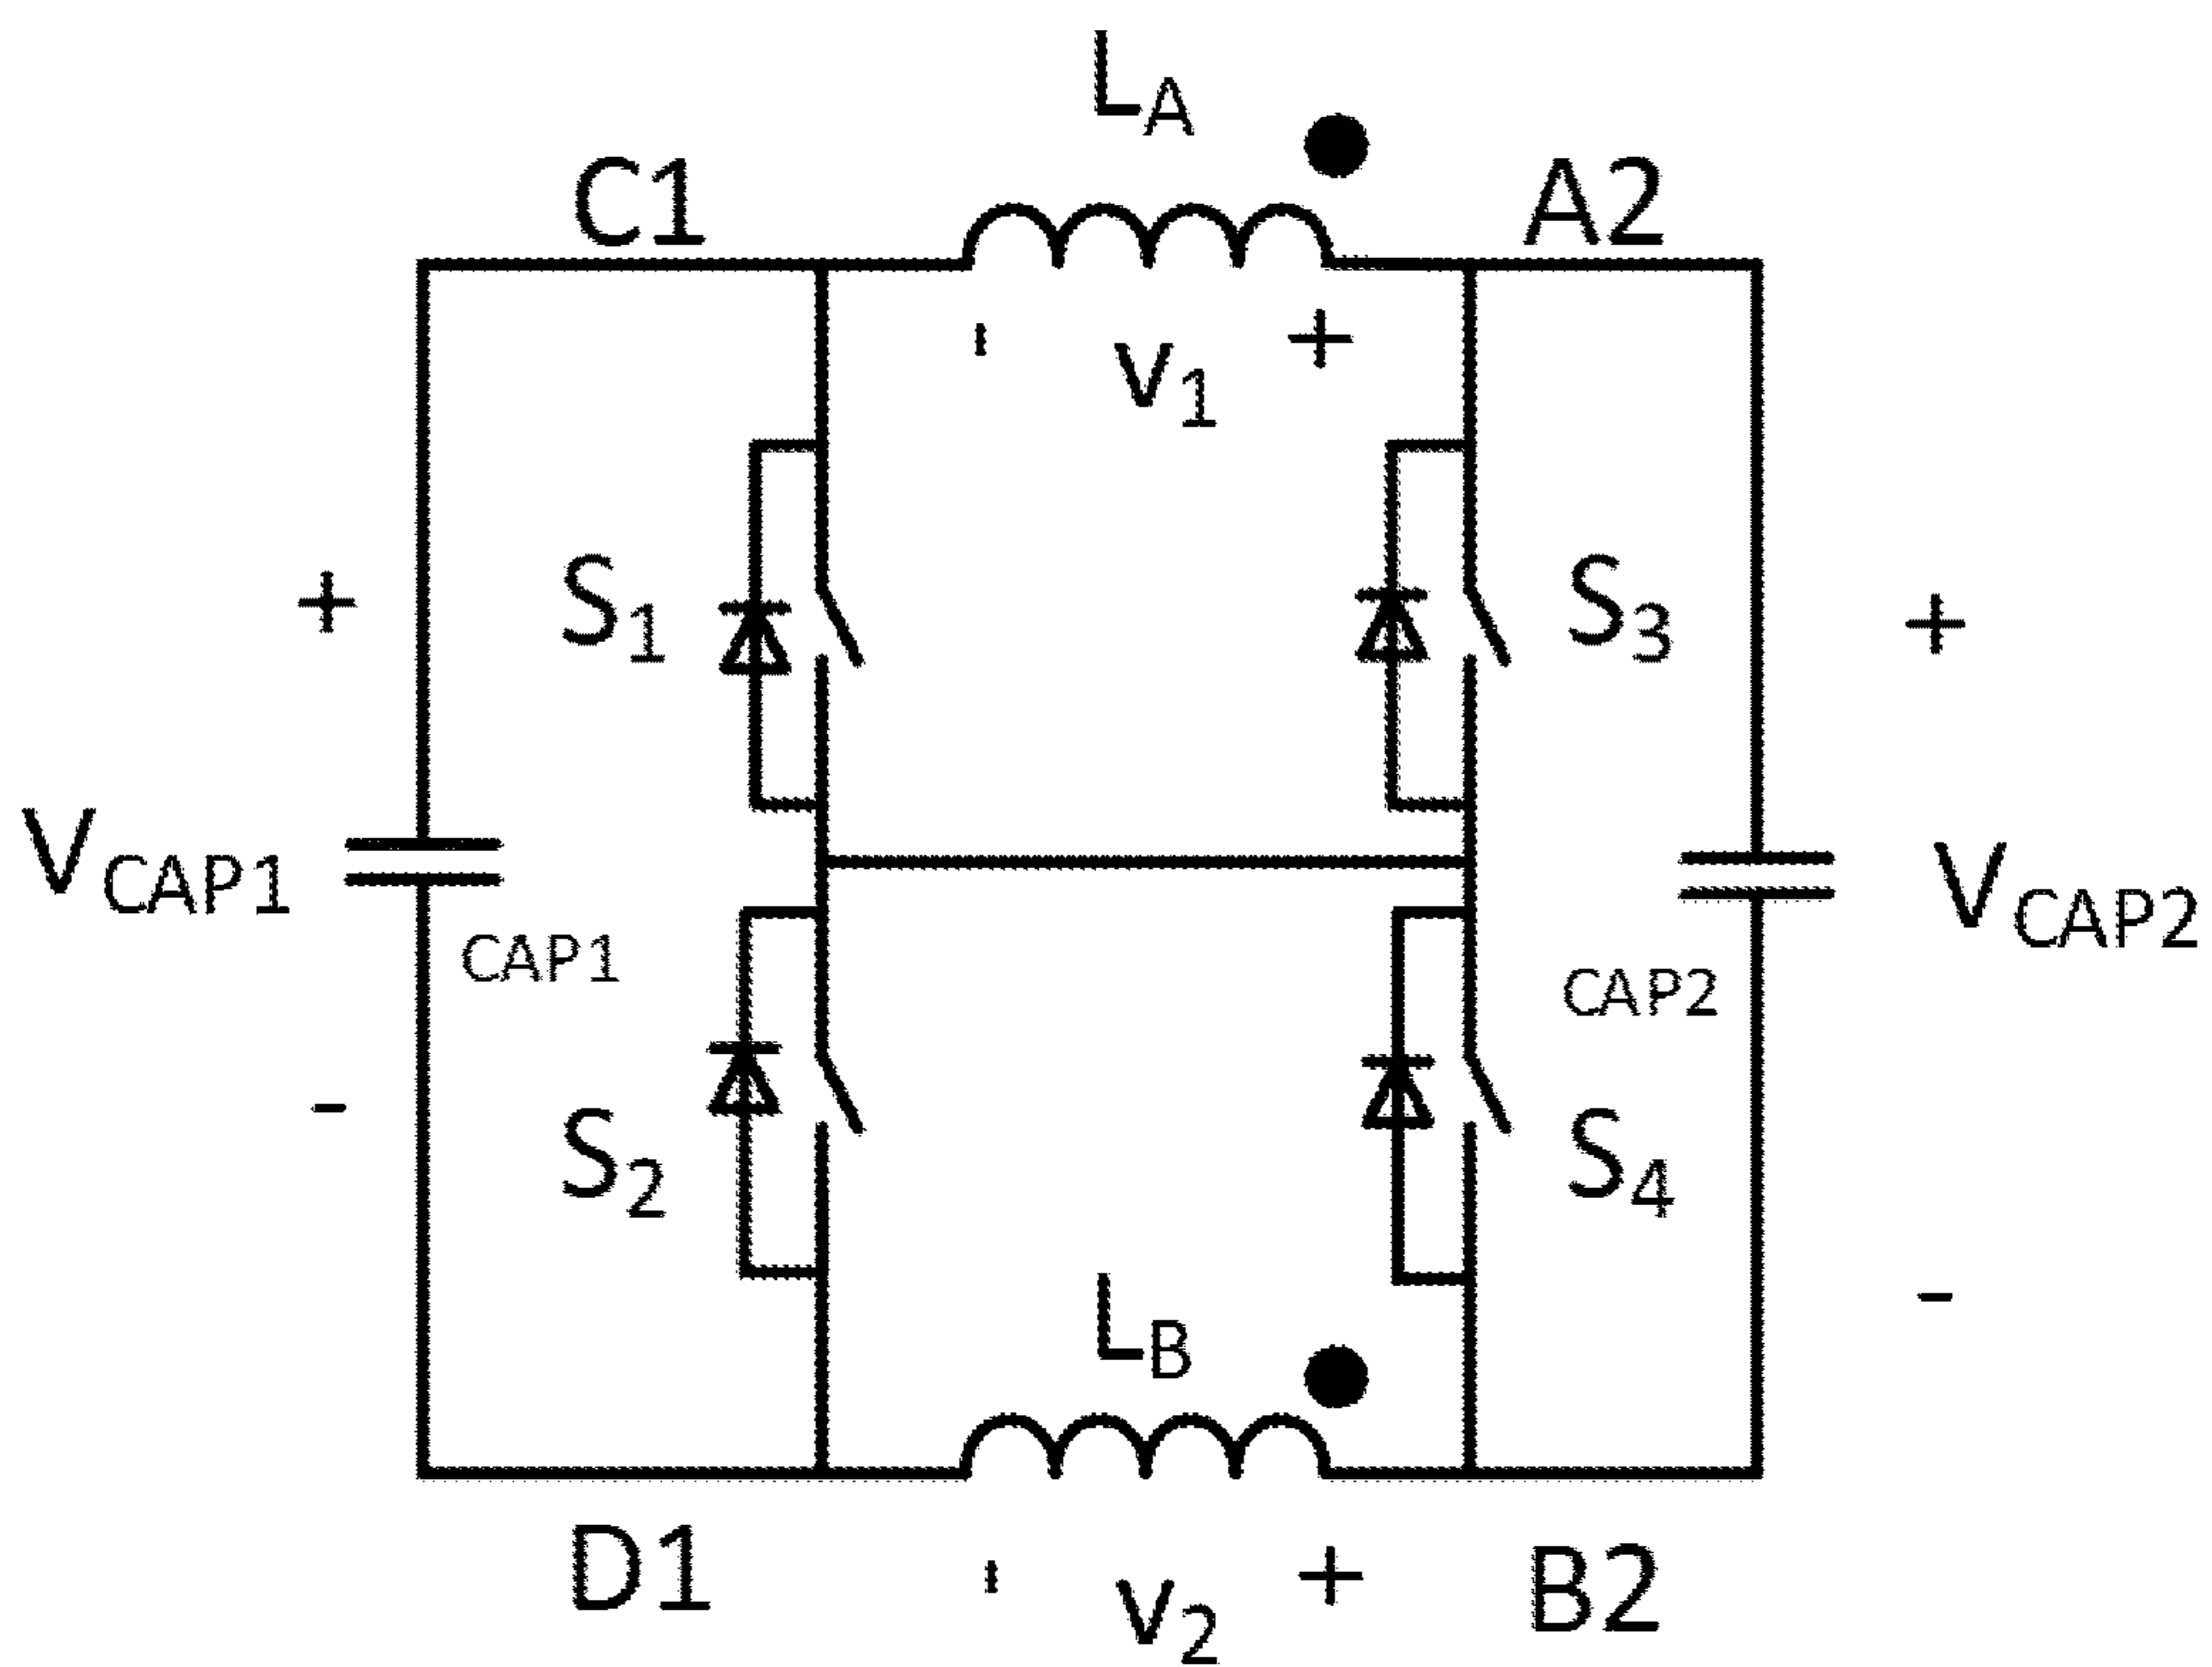 L_A
C1
A2
- v_1 +
S_1
S_3
+
+
V_CAP1
V_CAP2
CAP1
CAP2
-
S_2
S_4
-
L_B
D1
B2
- v_2 +